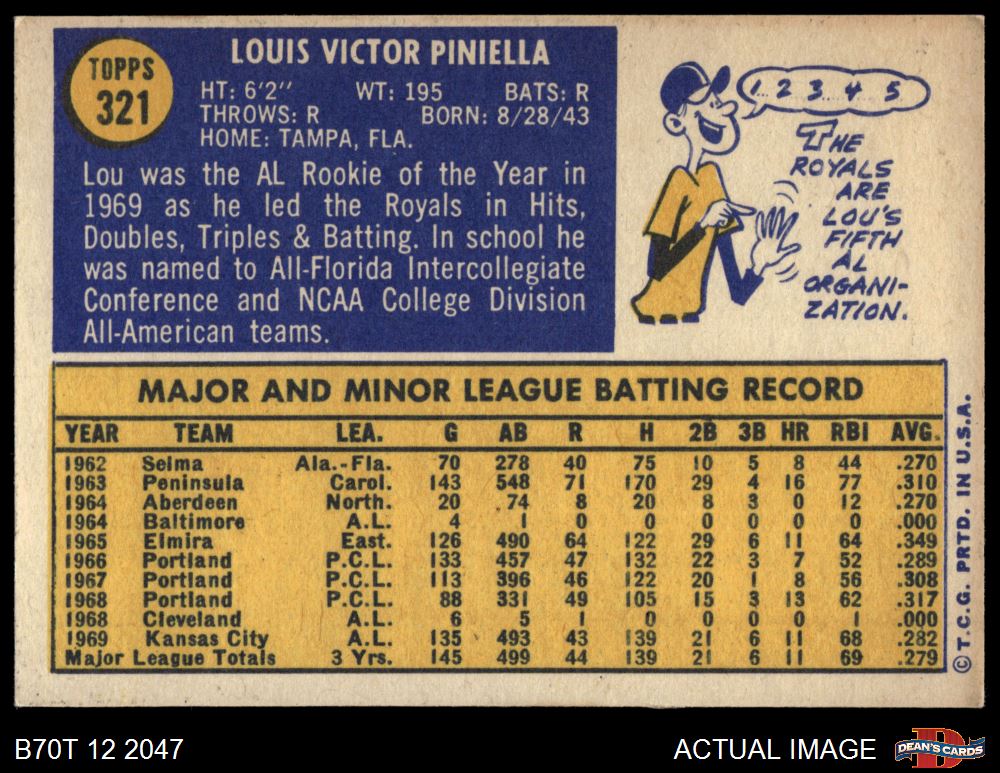 TOPPS
321
LOUIS VICTOR PINIELLA
HT: 6'2" WT: 195 BATS: R
THROWS: R BORN: 8/28/43
HOME: TAMPA, FLA.
Lou was the AL Rookie of the Year in
1969 as he led the Royals in Hits,
Doubles, Triples & Batting. In school he
was named to All-Florida Intercollegiate
Conference and NCAA College Division
All-American teams.
1 2 3 4 5
THE
ROYALS
ARE
LOU'S
FIFTH
AL
ORGANI-
ZATION.
MAJOR AND MINOR LEAGUE BATTING RECORD
YEAR TEAM LEA. G AB R H 2B 3B HR RBI AVG.
1962 Selma Ala.-Fla. 70 278 40 75 10 5 8 44 .270
1963 Peninsula Carol. 143 548 71 170 29 4 16 77 .310
1964 Aberdeen North. 20 74 8 20 8 3 0 12 .270
1964 Baltimore A.L. 4 1 0 0 0 0 0 0 .000
1965 Elmira East. 126 490 64 122 29 6 11 64 .349
1966 Portland P.C.L. 133 457 47 132 22 3 7 52 .289
1967 Portland P.C.L. 113 396 46 122 20 1 8 56 .308
1968 Portland P.C.L. 88 331 49 105 15 3 13 62 .317
1968 Cleveland A.L. 6 5 1 0 0 0 0 1 .000
1969 Kansas City A.L. 135 493 43 139 21 6 11 68 .282
Major League Totals 3 Yrs. 145 499 44 139 21 6 11 69 .279
© T.C.G. PRTD. IN U.S.A.
B70T 12 2047
ACTUAL IMAGE
D
DEAN'S CARDS